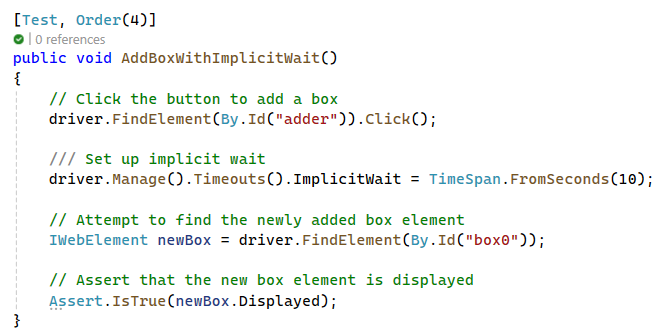 [Test, Order(4)]
| 0 references
public void AddBoxWithImplicitWait()
{
    // Click the button to add a box
    driver.FindElement(By.Id("adder")).Click();

    /// Set up implicit wait
    driver.Manage().Timeouts().ImplicitWait = TimeSpan.FromSeconds(10);

    // Attempt to find the newly added box element
    IWebElement newBox = driver.FindElement(By.Id("box0"));

    // Assert that the new box element is displayed
    Assert.IsTrue(newBox.Displayed);
}